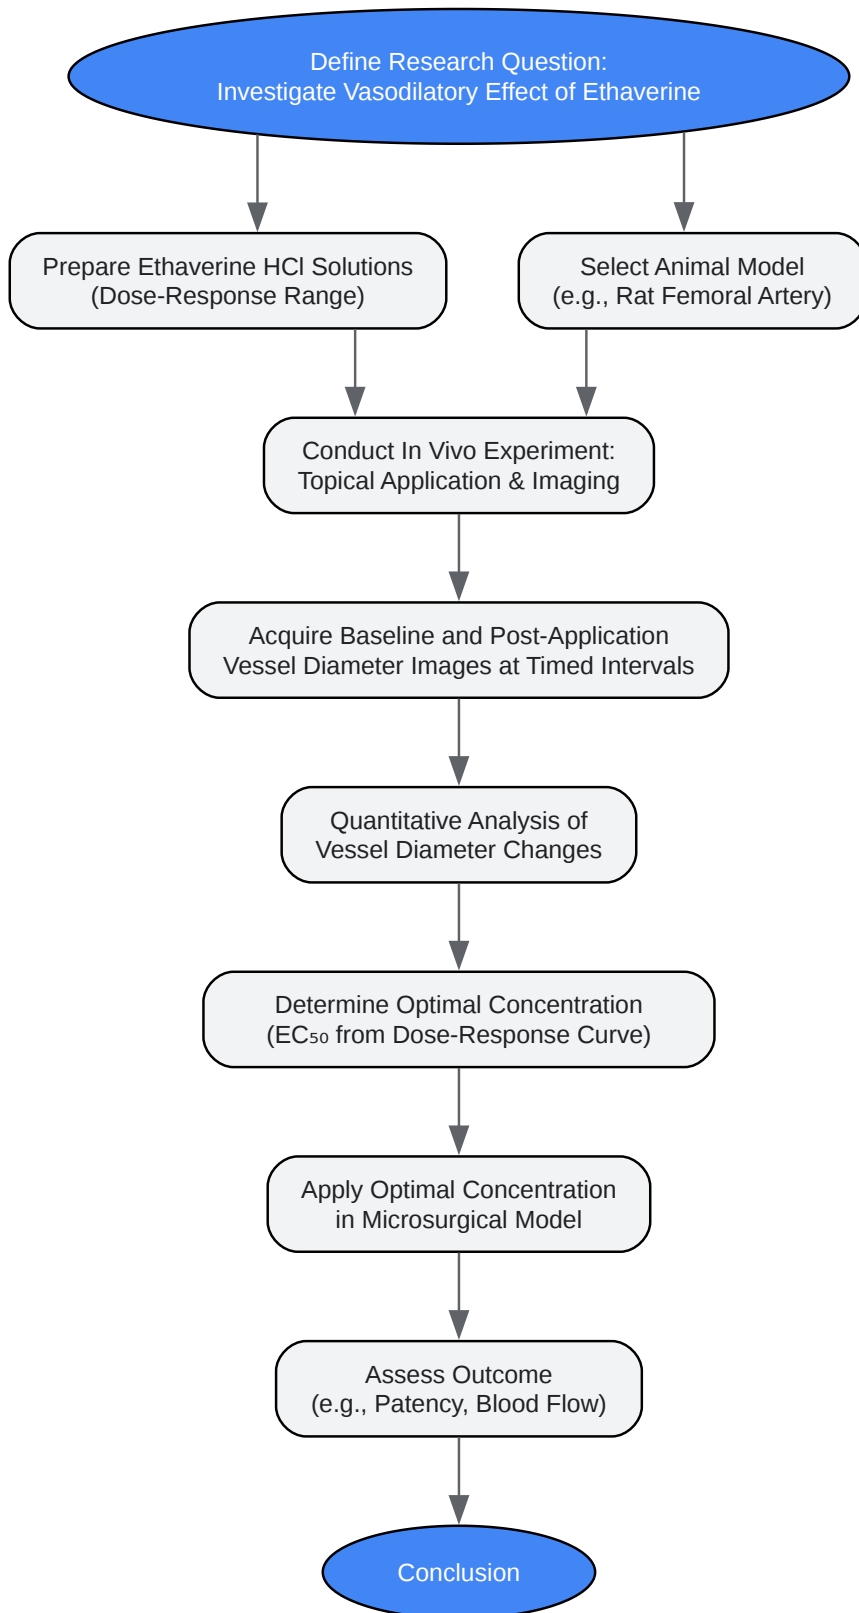 Define Research Question:
Investigate Vasodilatory Effect of Ethaverine
Prepare Ethaverine HCl Solutions
(Dose-Response Range)
Select Animal Model
(e.g., Rat Femoral Artery)
Conduct In Vivo Experiment:
Topical Application & Imaging
Acquire Baseline and Post-Application
Vessel Diameter Images at Timed Intervals
Quantitative Analysis of
Vessel Diameter Changes
Determine Optimal Concentration
(EC₅₀ from Dose-Response Curve)
Apply Optimal Concentration
in Microsurgical Model
Assess Outcome
(e.g., Patency, Blood Flow)
Conclusion